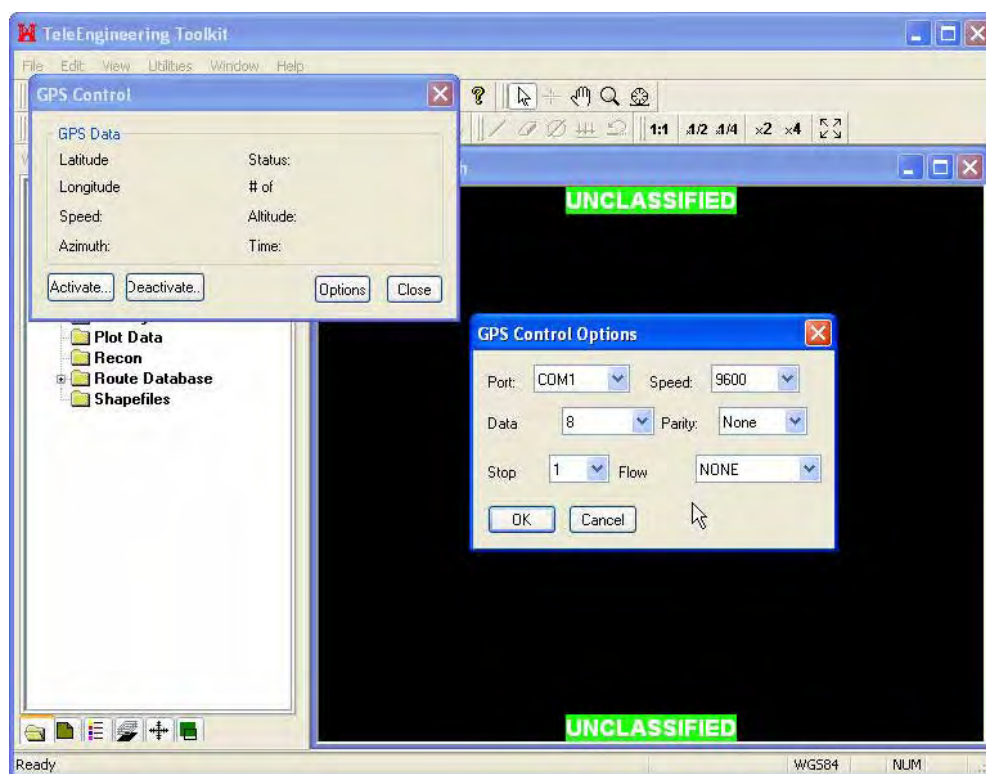 TeleEngineering Toolkit
File Edit View Utilities Window Help
GPS Control
GPS Data
Latitude Status:
Longitude # of
Speed: Altitude:
Azimuth: Time:
Activate... Deactivate.. Options Close
1:1 1/2 1/4 x2 x4
UNCLASSIFIED
Plot Data
Recon
Route Database
Shapefiles
GPS Control Options
Port: COM1 Speed: 9600
Data 8 Parity: None
Stop 1 Flow NONE
OK Cancel
UNCLASSIFIED
Ready WGS84 NUM